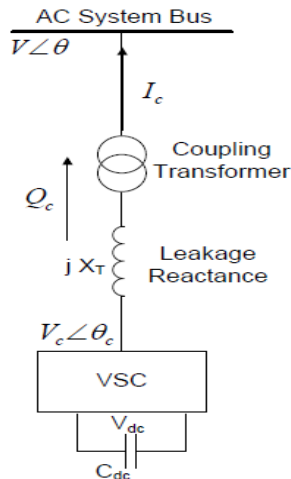 AC System Bus
V∠θ
I_c
Coupling
Transformer
Q_c
j X_T
Leakage
Reactance
V_c∠θ_c
VSC
V_dc
C_dc